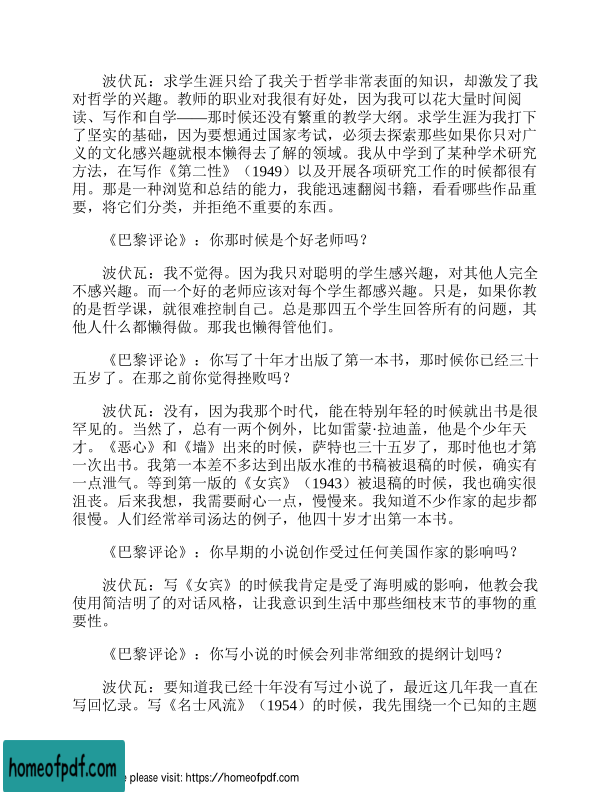 波伏瓦：求学生涯只给了我关于哲学非常表面的知识，却激发了我
对哲学的兴趣。教师的职业对我很有好处，因为我可以花大量时间阅
读、写作和自学——那时候还没有繁重的教学大纲。求学生涯为我打下
了坚实的基础，因为要想通过国家考试，必须去探索那些如果你只对广
义的文化感兴趣就根本懒得去了解的领域。我从中学到了某种学术研究
方法，在写作《第二性》（1949）以及开展各项研究工作的时候都很有
用。那是一种浏览和总结的能力，我能迅速翻阅书籍，看看哪些作品重
要，将它们分类，并拒绝不重要的东西。
《巴黎评论》：你那时候是个好老师吗？
波伏瓦：我不觉得。因为我只对聪明的学生感兴趣，对其他人完全
不感兴趣。而一个好的老师应该对每个学生都感兴趣。只是，如果你教
的是哲学课，就很难控制自己。总是那四五个学生回答所有的问题，其
他人什么都懒得做。那我也懒得管他们。
《巴黎评论》：你写了十年才出版了第一本书，那时候你已经三十
五岁了。在那之前你觉得挫败吗？
波伏瓦：没有，因为我那个时代，能在特别年轻的时候就出书是很
罕见的。当然了，总有一两个例外，比如雷蒙·拉迪盖，他是个少年天
才。《恶心》和《墙》出来的时候，萨特也三十五岁了，那时他也才第
一次出书。我第一本差不多达到出版水准的书稿被退稿的时候，确实有
一点泄气。等到第一版的《女宾》（1943）被退稿的时候，我也确实很
沮丧。后来我想，我需要耐心一点，慢慢来。我知道不少作家的起步都
很慢。人们经常举司汤达的例子，他四十岁才出第一本书。
《巴黎评论》：你早期的小说创作受过任何美国作家的影响吗？
波伏瓦：写《女宾》的时候我肯定是受了海明威的影响，他教会我
使用简洁明了的对话风格，让我意识到生活中那些细枝末节的事物的重
要性。
《巴黎评论》：你写小说的时候会列非常细致的提纲计划吗？
波伏瓦：要知道我已经十年没有写过小说了，最近这几年我一直在
写回忆录。写《名士风流》（1954）的时候，我先围绕一个已知的主题
homeofpdf.com
e please visit: https://homeofpdf.com